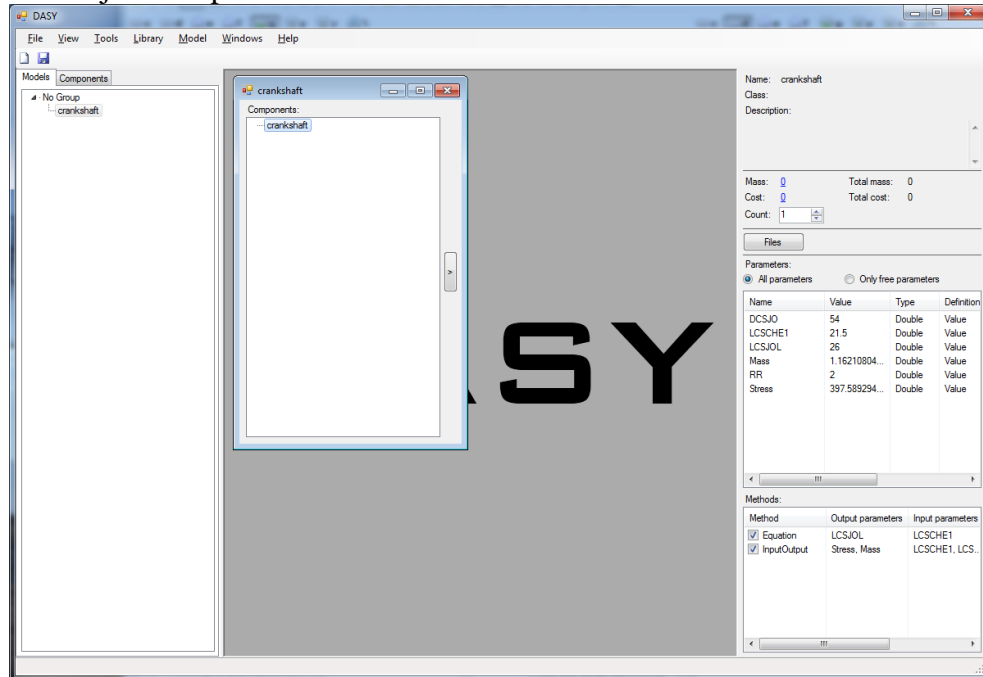 DASY
File View Tools Library Model Windows Help
Models Components
No Group
crankshaft
crankshaft
Components:
crankshaft
SY
Name: crankshaft
Class:
Description:
Mass: 0 Total mass: 0
Cost: 0 Total cost: 0
Count: 1
Files
Parameters:
All parameters Only free parameters
Name Value Type Definition
DCSJO 54 Double Value
LCSCHE1 21.5 Double Value
LCSJOL 26 Double Value
Mass 1.16210804... Double Value
RR 2 Double Value
Stress 397.589294... Double Value
Methods:
Method Output parameters Input parameters
Equation LCSJOL LCSCHE1
InputOutput Stress, Mass LCSCHE1, LCS...
>